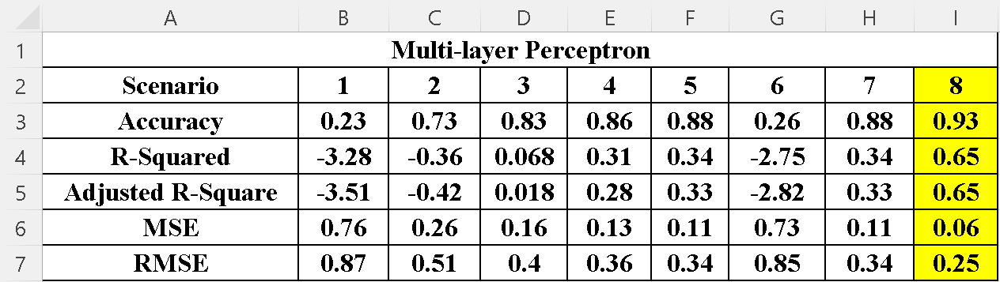 A B C D E F G H I
1 Multi-layer Perceptron
2 Scenario 1 2 3 4 5 6 7 8
3 Accuracy 0.23 0.73 0.83 0.86 0.88 0.26 0.88 0.93
4 R-Squared -3.28 -0.36 0.068 0.31 0.34 -2.75 0.34 0.65
5 Adjusted R-Square -3.51 -0.42 0.018 0.28 0.33 -2.82 0.33 0.65
6 MSE 0.76 0.26 0.16 0.13 0.11 0.73 0.11 0.06
7 RMSE 0.87 0.51 0.4 0.36 0.34 0.85 0.34 0.25